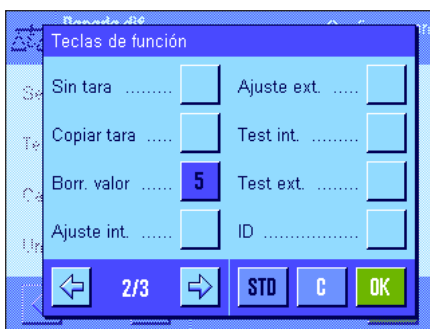 Teclas de función
Sin tara .........
Ajuste ext. .....
Copiar tara .....
Test int. .........
Borr. valor ...... 5
Test ext. ........
Ajuste int. ......
ID ................
2/3
STD
C
OK